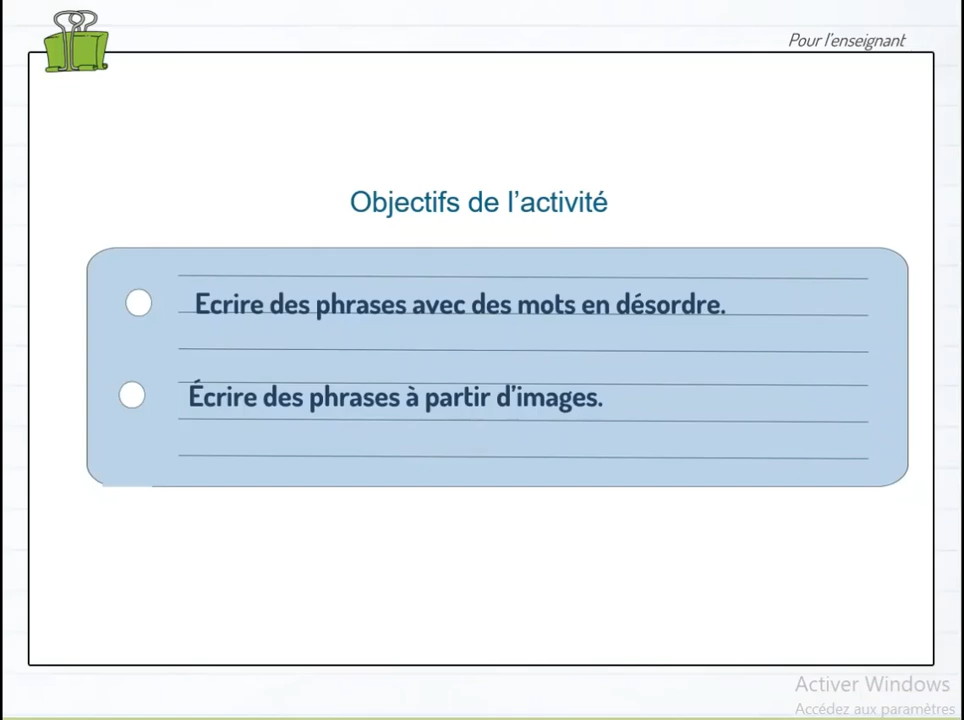 Pour l'enseignant
Objectifs de l’activité
Ecrire des phrases avec des mots en désordre.
Écrire des phrases à partir d’images.
Activer Windows
Accédez aux paramètres